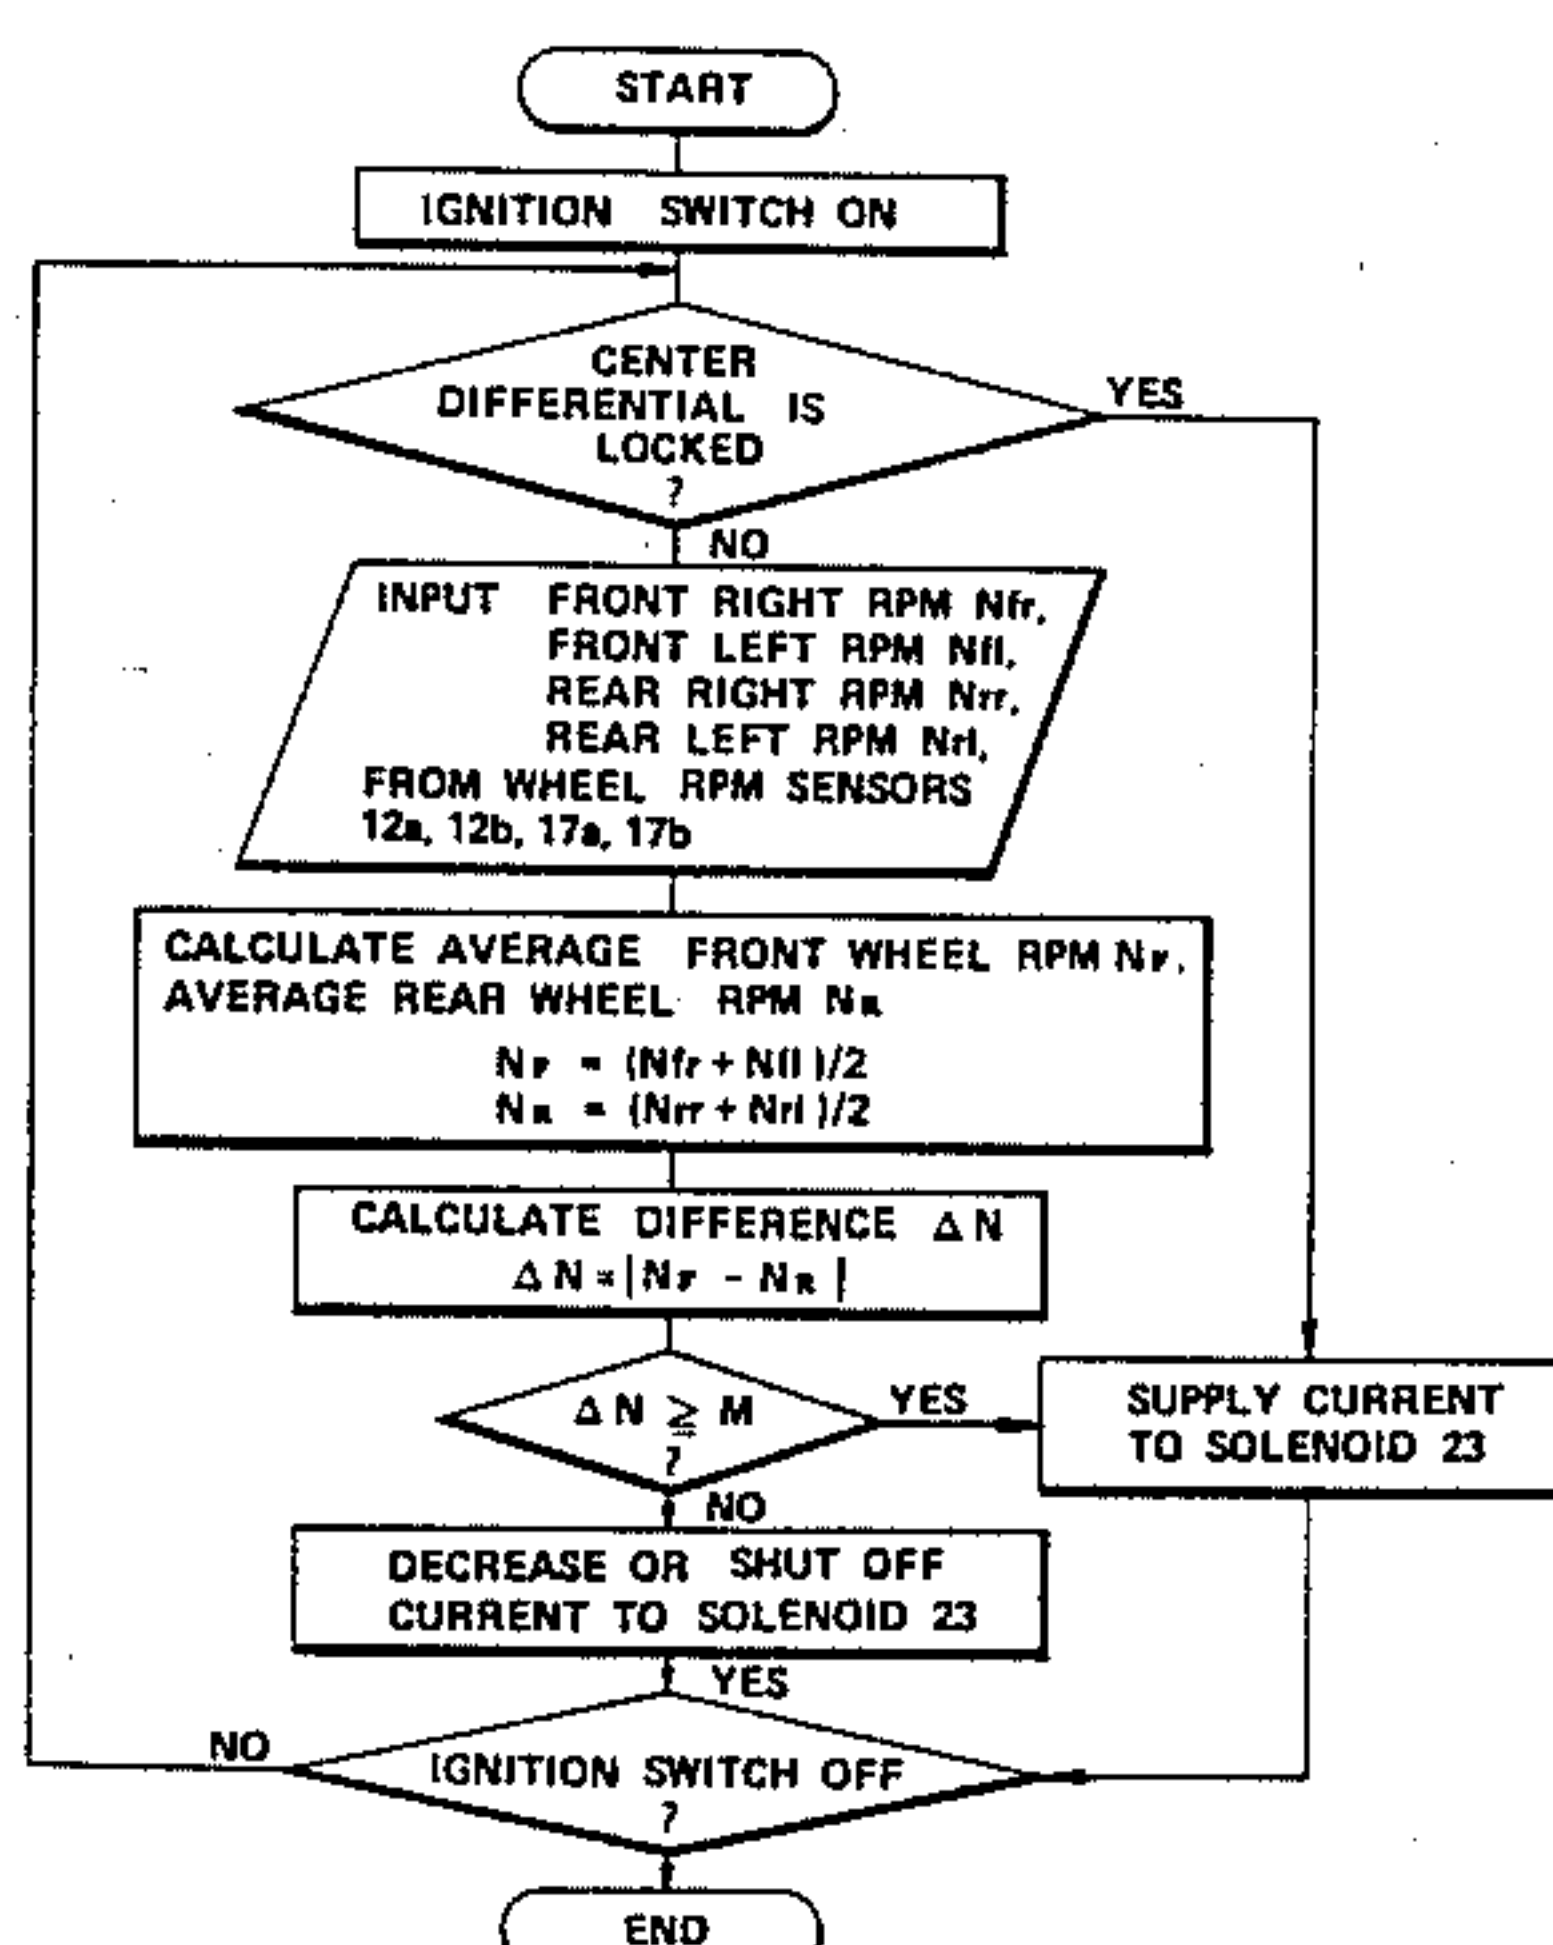 START
IGNITION SWITCH ON
CENTER
DIFFERENTIAL IS
LOCKED
?
YES
NO
INPUT FRONT RIGHT RPM Nfr,
FRONT LEFT RPM Nfl,
REAR RIGHT RPM Nrr,
REAR LEFT RPM Nrl,
FROM WHEEL RPM SENSORS
12a, 12b, 17a, 17b
CALCULATE AVERAGE FRONT WHEEL RPM NF,
AVERAGE REAR WHEEL RPM NR
NF = (Nfr + Nfl)/2
NR = (Nrr + Nrl)/2
CALCULATE DIFFERENCE ΔN
ΔN = |NF - NR|
ΔN ≧ M
?
YES
SUPPLY CURRENT
TO SOLENOID 23
NO
DECREASE OR SHUT OFF
CURRENT TO SOLENOID 23
YES
NO
IGNITION SWITCH OFF
?
END